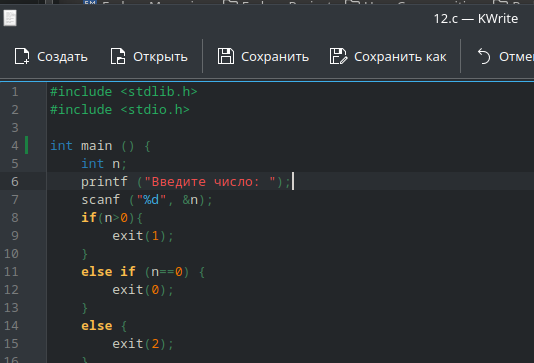 12.c — KWrite
Создать Открыть Сохранить Сохранить как
1 #include <stdlib.h>
2 #include <stdio.h>
3
4 int main () {
5 int n;
6 printf ("Введите число: ");
7 scanf ("%d", &n);
8 if(n>0){
9 exit(1);
10 }
11 else if (n==0) {
12 exit(0);
13 }
14 else {
15 exit(2);
16 }